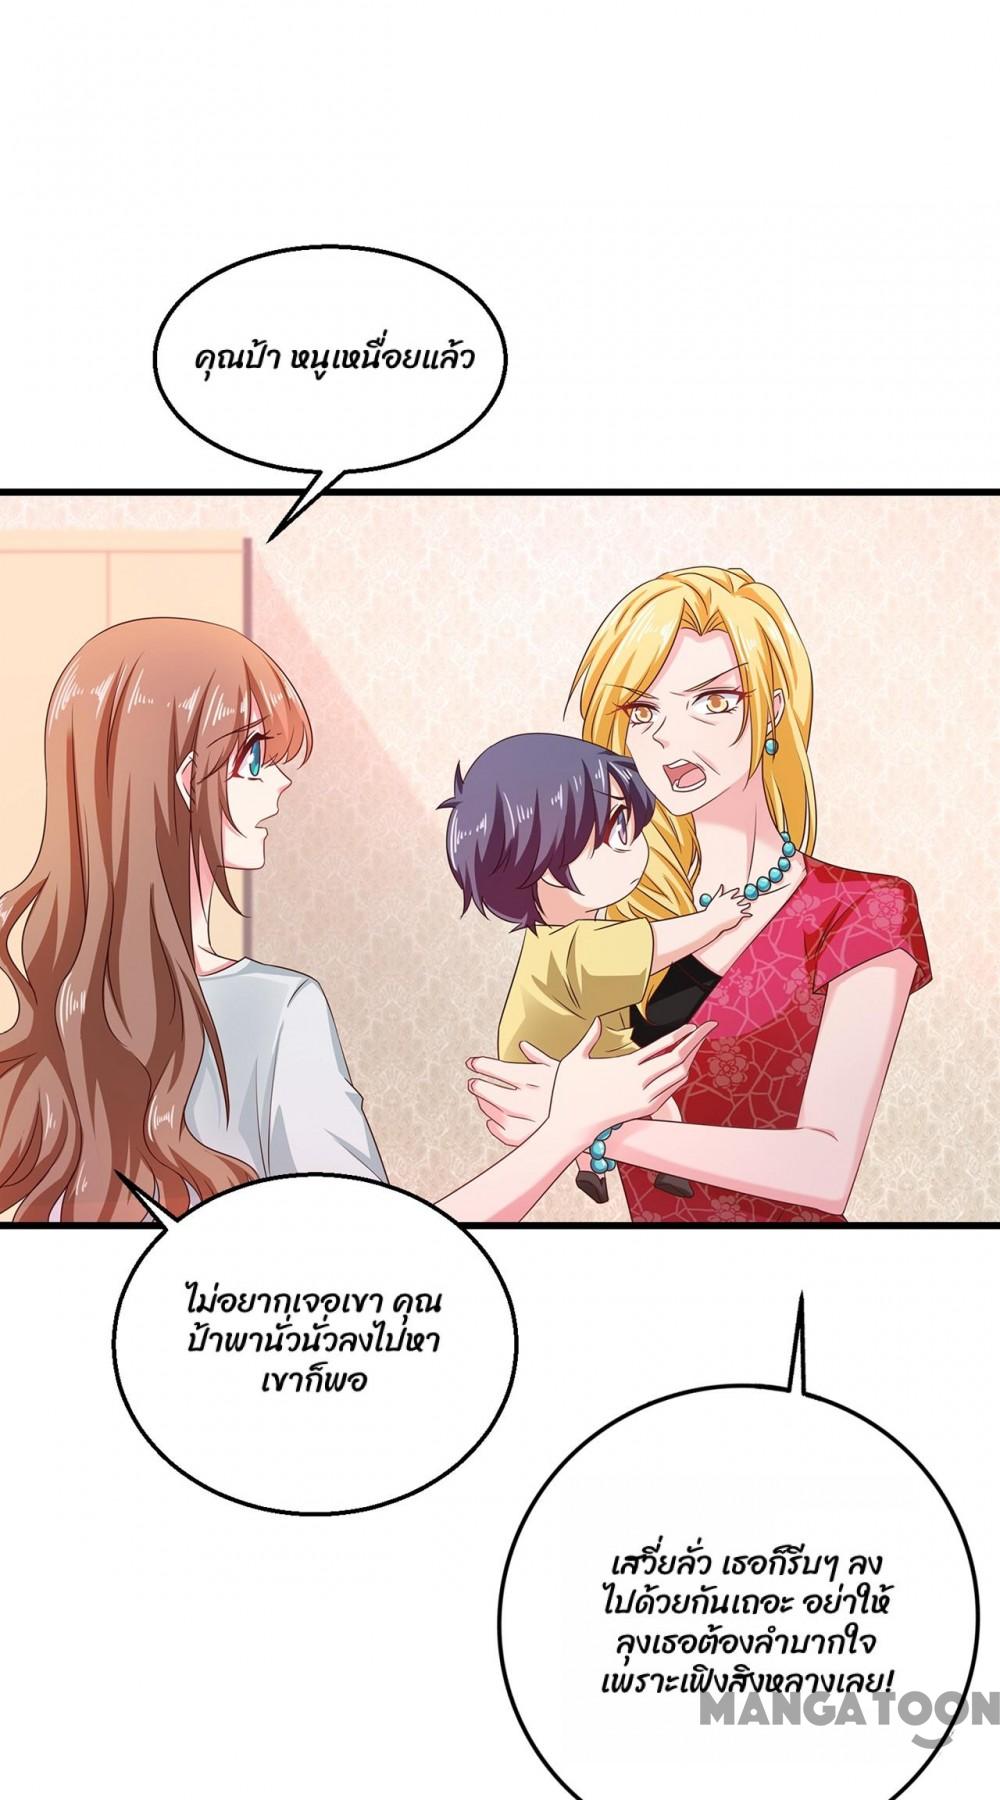 คุณป้า หนูเหนื่อยแล้ว
ไม่อยากเจอเขา คุณ
ป้าพานั่วนั่วลงไปหา
เขาก็พอ
เสวี่ยลั่ว เธอก็รีบๆ ลง
ไปด้วยกันเถอะ อย่าให้
ลุงเธอต้องลำบากใจ
เพราะเฟิงสิงหลางเลย!
MANGATOON